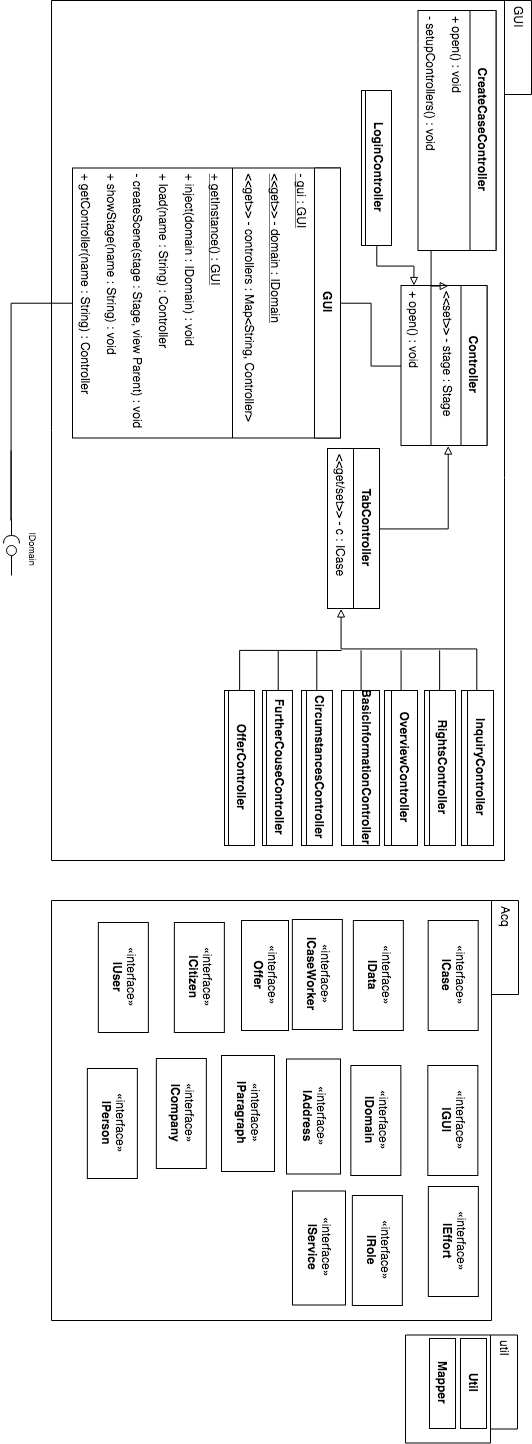 GUI
CreateCaseController
+ open() : void
- setupControllers() : void
LoginController
Controller
<<set>> - stage : Stage
+ open() : void
GUI
- gui : GUI
<<get>> - domain : IDomain
<<get>> - controllers : Map<String, Controller>
+ getInstance() : GUI
+ inject(domain : IDomain) : void
+ load(name : String) : Controller
- createScene(stage : Stage, view Parent) : void
+ showStage(name : String) : void
+ getController(name : String) : Controller
TabController
<<get/set>> - c : ICase
InquiryController
RightsController
OverviewController
BasicInformationController
CircumstancesController
FurtherCouseController
OfferController
IDomain
Acq
«interface»
ICase
«interface»
IData
«interface»
ICaseWorker
«interface»
Offer
«interface»
ICitizen
«interface»
IUser
«interface»
IGUI
«interface»
IDomain
«interface»
IAddress
«interface»
IParagraph
«interface»
ICompany
«interface»
IPerson
«interface»
IEffort
«interface»
IRole
«interface»
IService
util
Util
Mapper